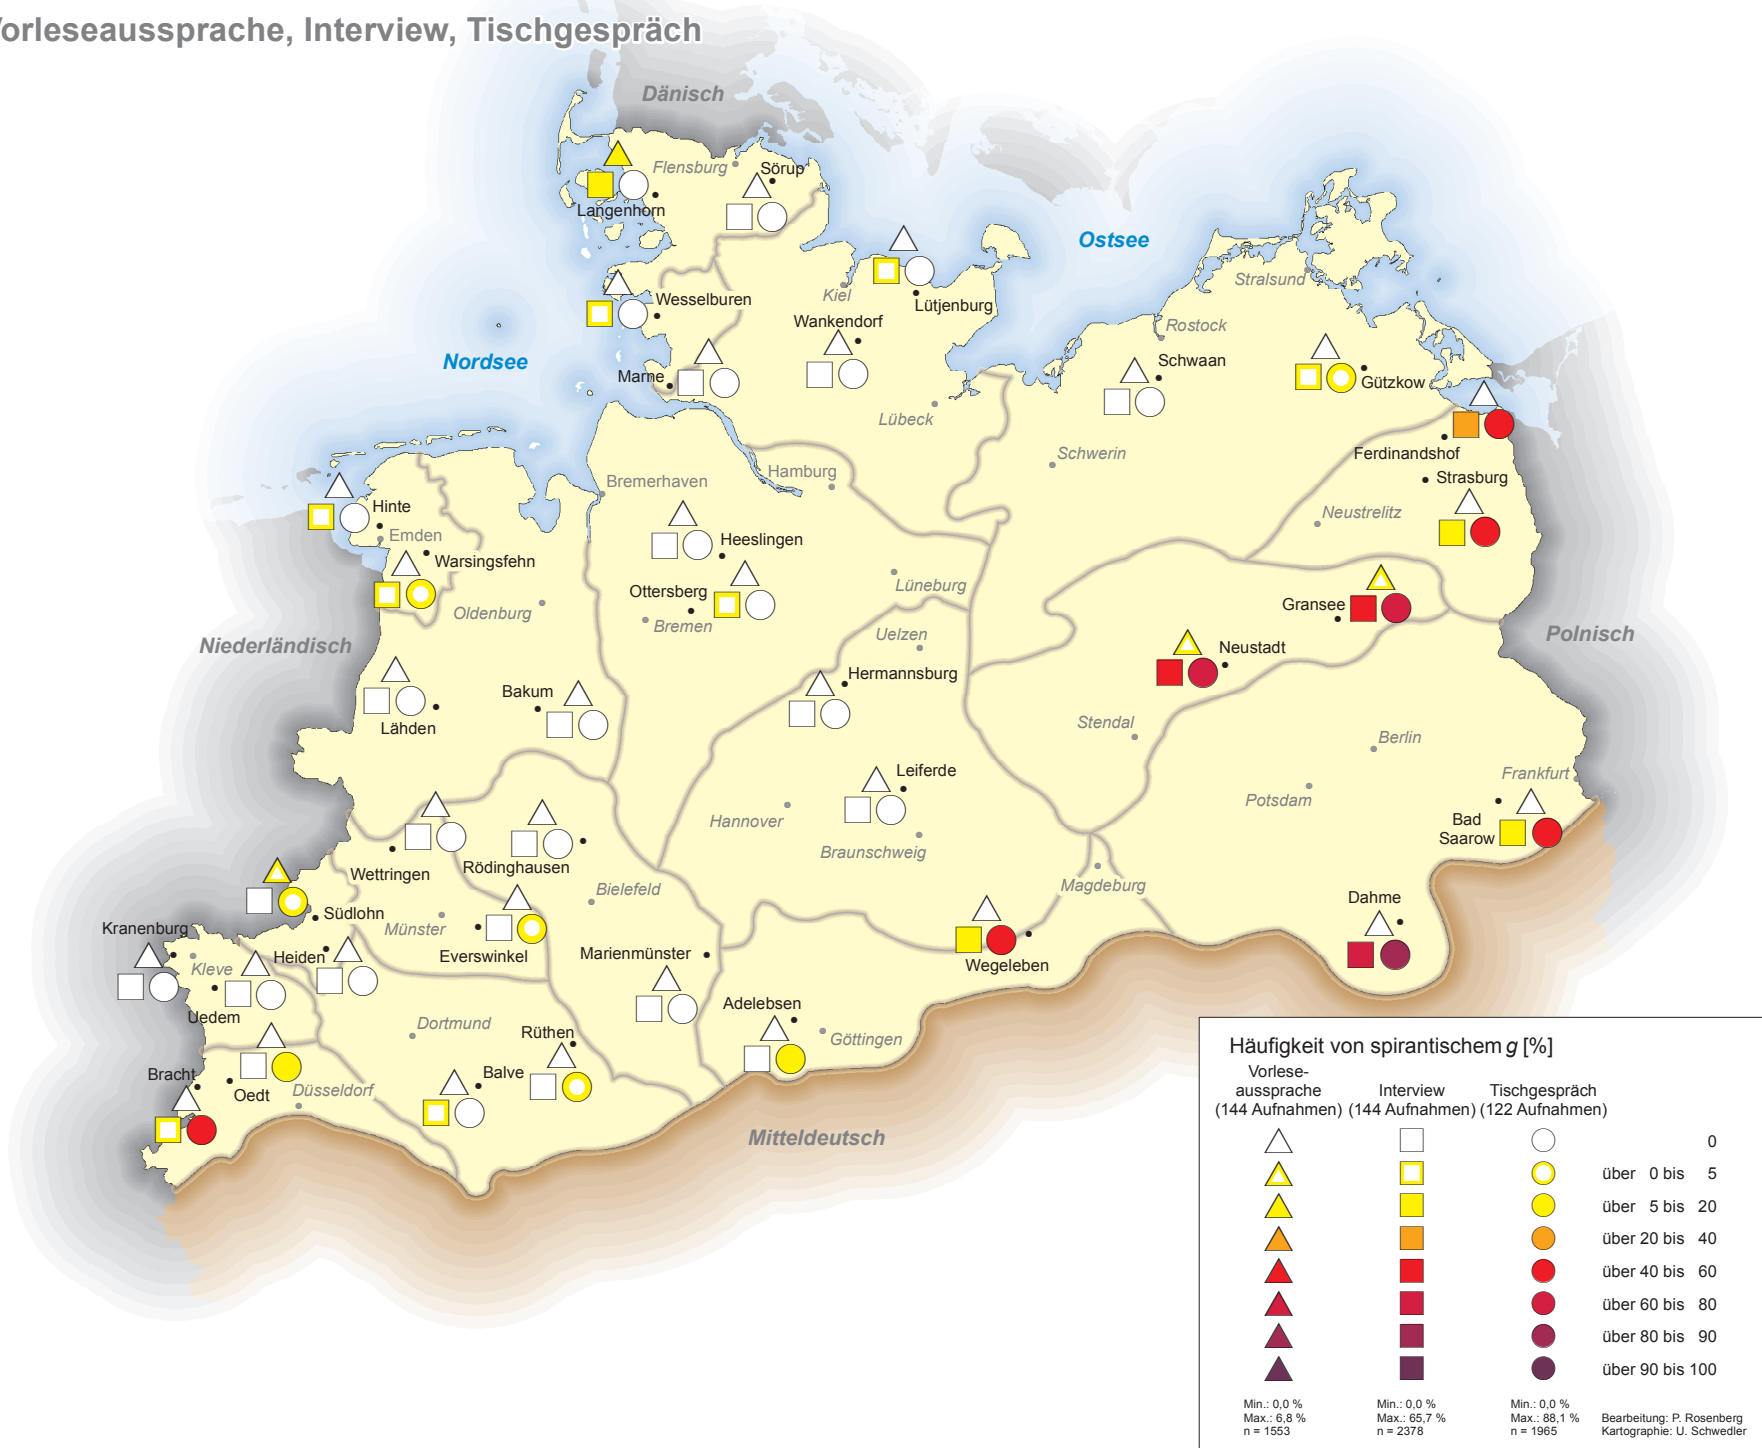 orleseaussprache, Interview, Tischgespräch
Dänisch
Flensburg
Sörup
Langenhorn
Ostsee
Stralsund
Kiel
Wesselburen
Lütjenburg
Wankendorf
Rostock
Nordsee
Schwaan
Marne
Gützkow
Lübeck
Ferdinandshof
Schwerin
Hamburg
Strasburg
Bremerhaven
Hinte
Neustrelitz
Emden
Heeslingen
Warsingsfehn
Lüneburg
Ottersberg
Gransee
Oldenburg
Bremen
Uelzen
Niederländisch
Polnisch
Neustadt
Hermannsburg
Bakum
Stendal
Lähden
Berlin
Leiferde
Frankfurt
Potsdam
Hannover
Bad
Saarow
Braunschweig
Rödinghausen
Wettringen
Magdeburg
Bielefeld
Dahme
Südlohn
Kranenburg
Münster
Heiden
Everswinkel
Marienmünster
Kleve
Wegeleben
Adelebsen
Uedem
Dortmund
Rüthen
Göttingen
Bracht
Balve
Oedt
Düsseldorf
Mitteldeutsch
Häufigkeit von spirantischem g [%]
Vorlese-
aussprache Interview Tischgespräch
(144 Aufnahmen) (144 Aufnahmen) (122 Aufnahmen)
0
über 0 bis 5
über 5 bis 20
über 20 bis 40
über 40 bis 60
über 60 bis 80
über 80 bis 90
über 90 bis 100
Min.: 0,0 % Min.: 0,0 % Min.: 0,0 %
Max.: 6,8 % Max.: 65,7 % Max.: 88,1 % Bearbeitung: P. Rosenberg
n = 1553 n = 2378 n = 1965 Kartographie: U. Schwedler